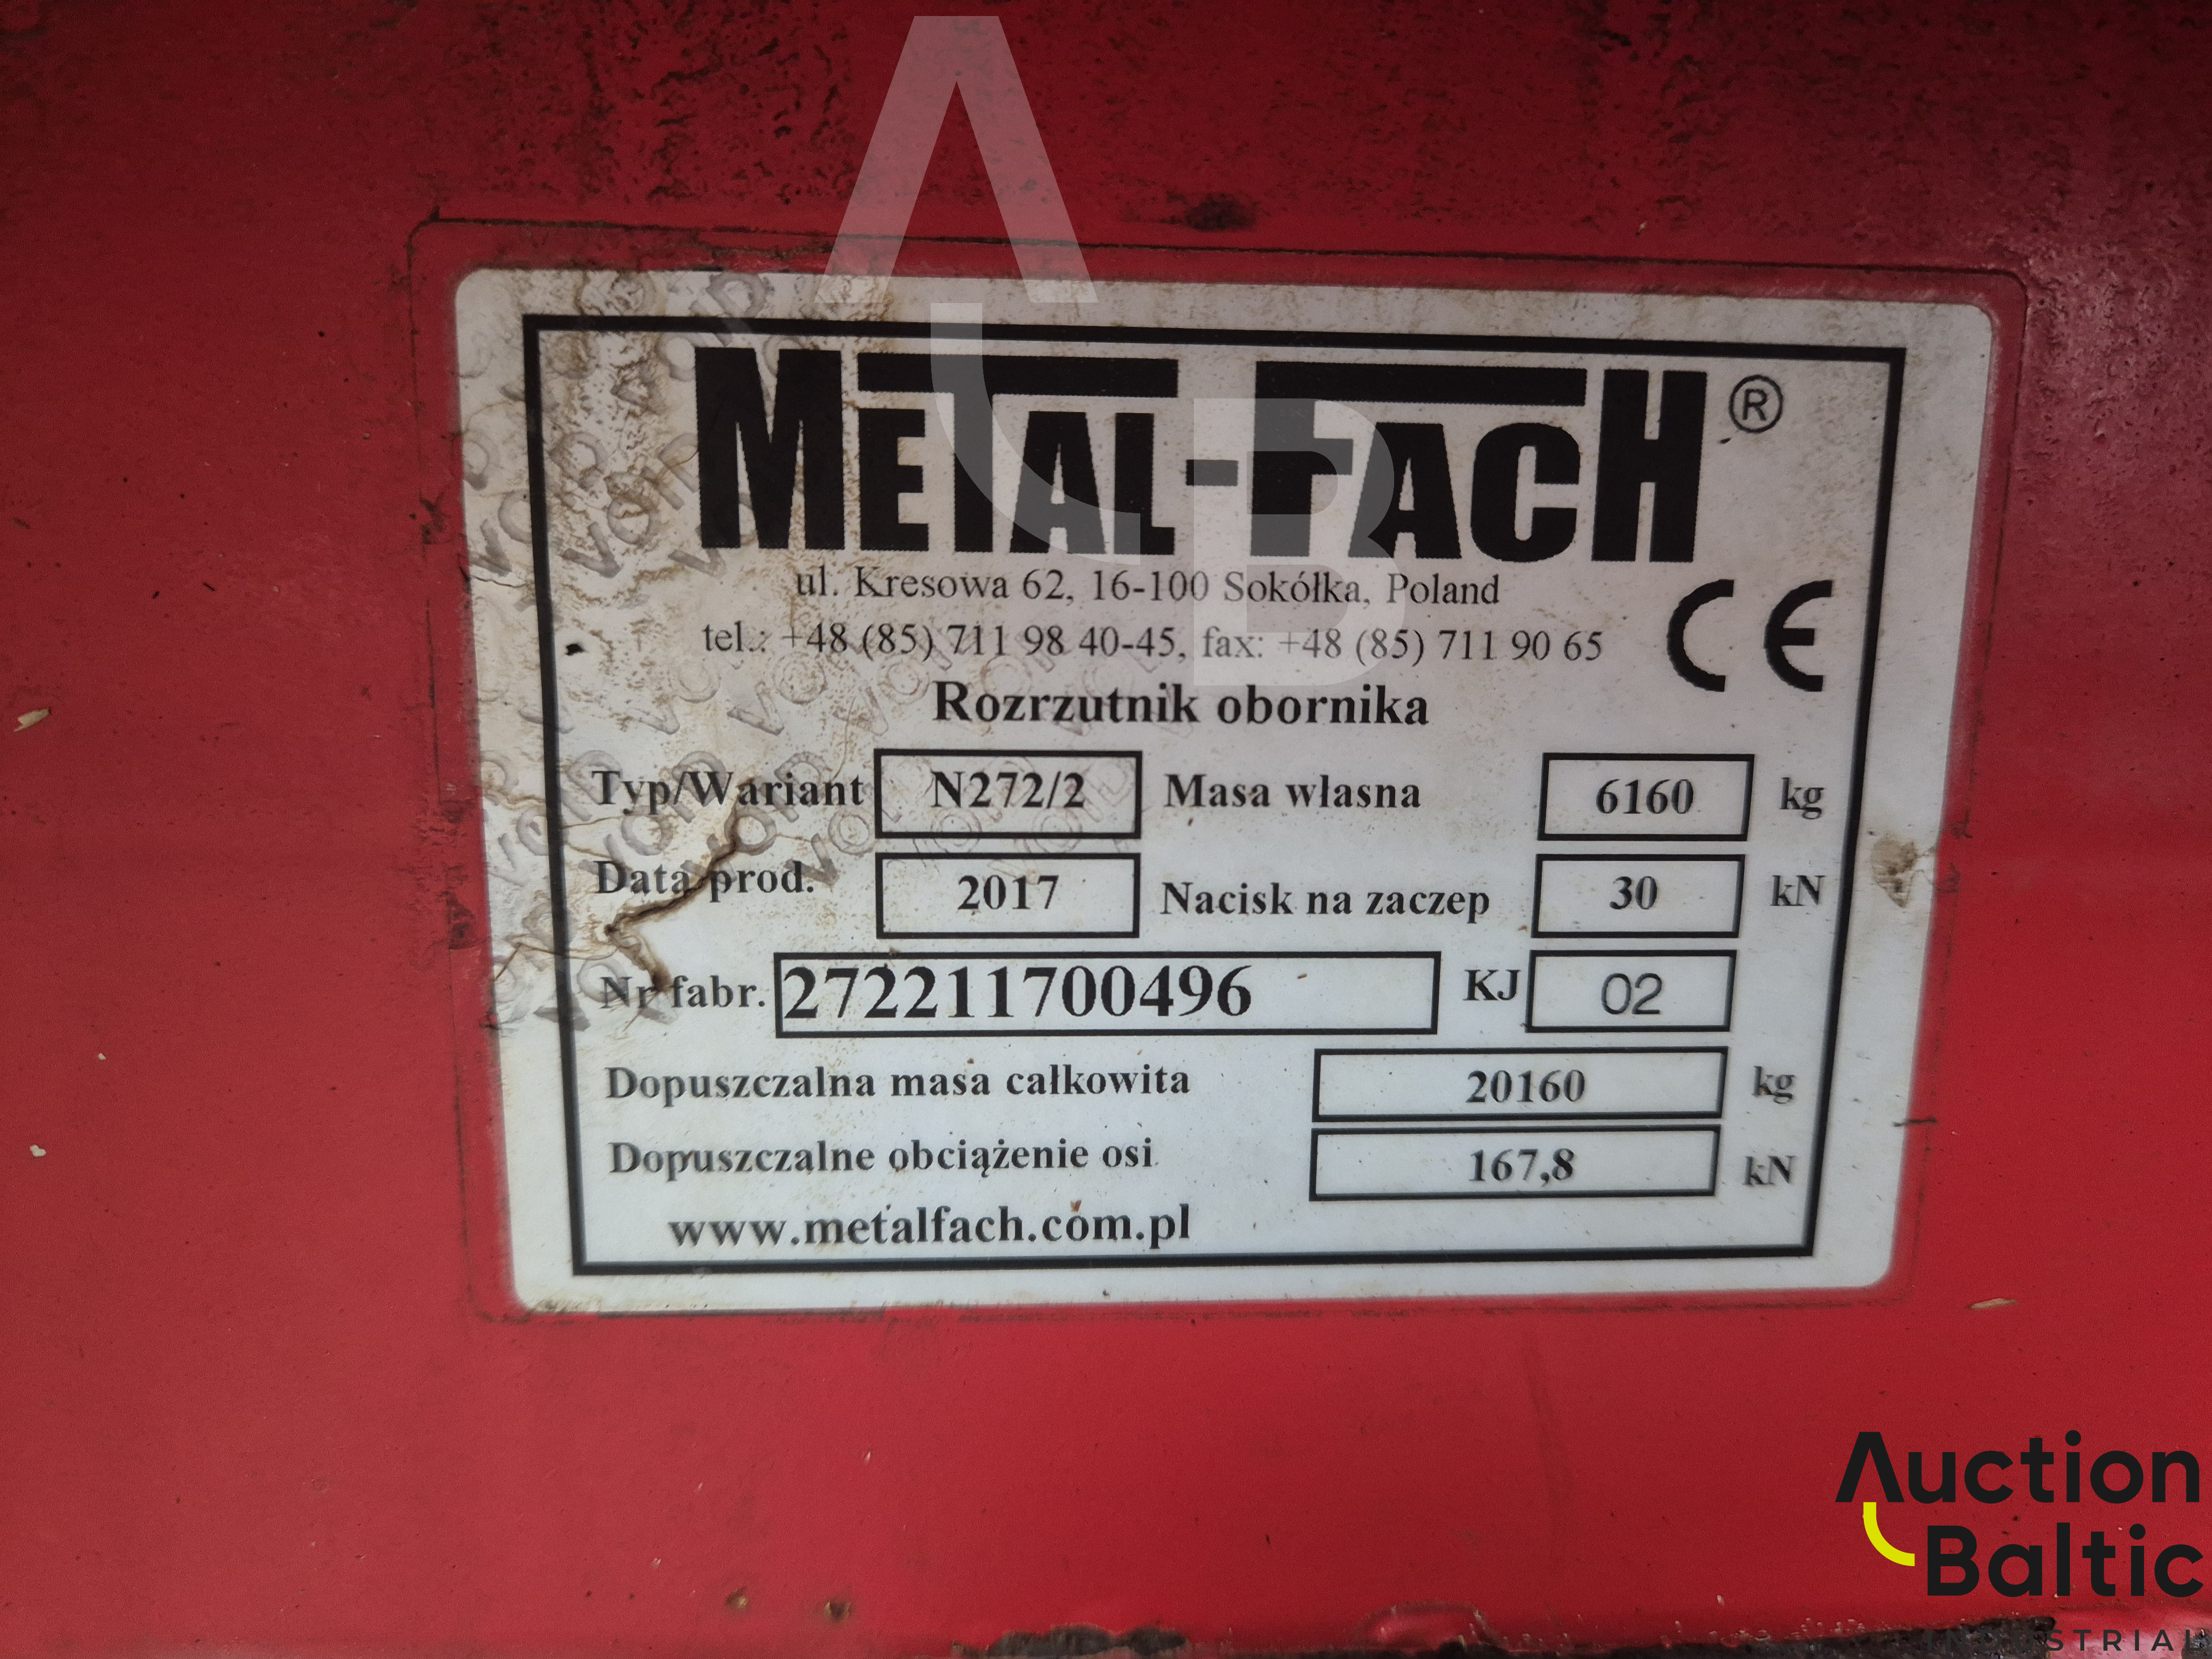 METAL-FACH®
ul. Kresowa 62, 16-100 Sokółka, Poland
tel.: +48 (85) 711 98 40-45, fax: +48 (85) 711 90 65
CE
Rozrzutnik obornika
Typ/Wariant N272/2 Masa własna 6160 kg
Data prod. 2017 Nacisk na zaczep 30 kN
Nr fabr. 272211700496 KJ 02
Dopuszczalna masa całkowita 20160 kg
Dopuszczalne obciążenie osi 167,8 kN
www.metalfach.com.pl
Auction
Baltic
INDUSTRIAL